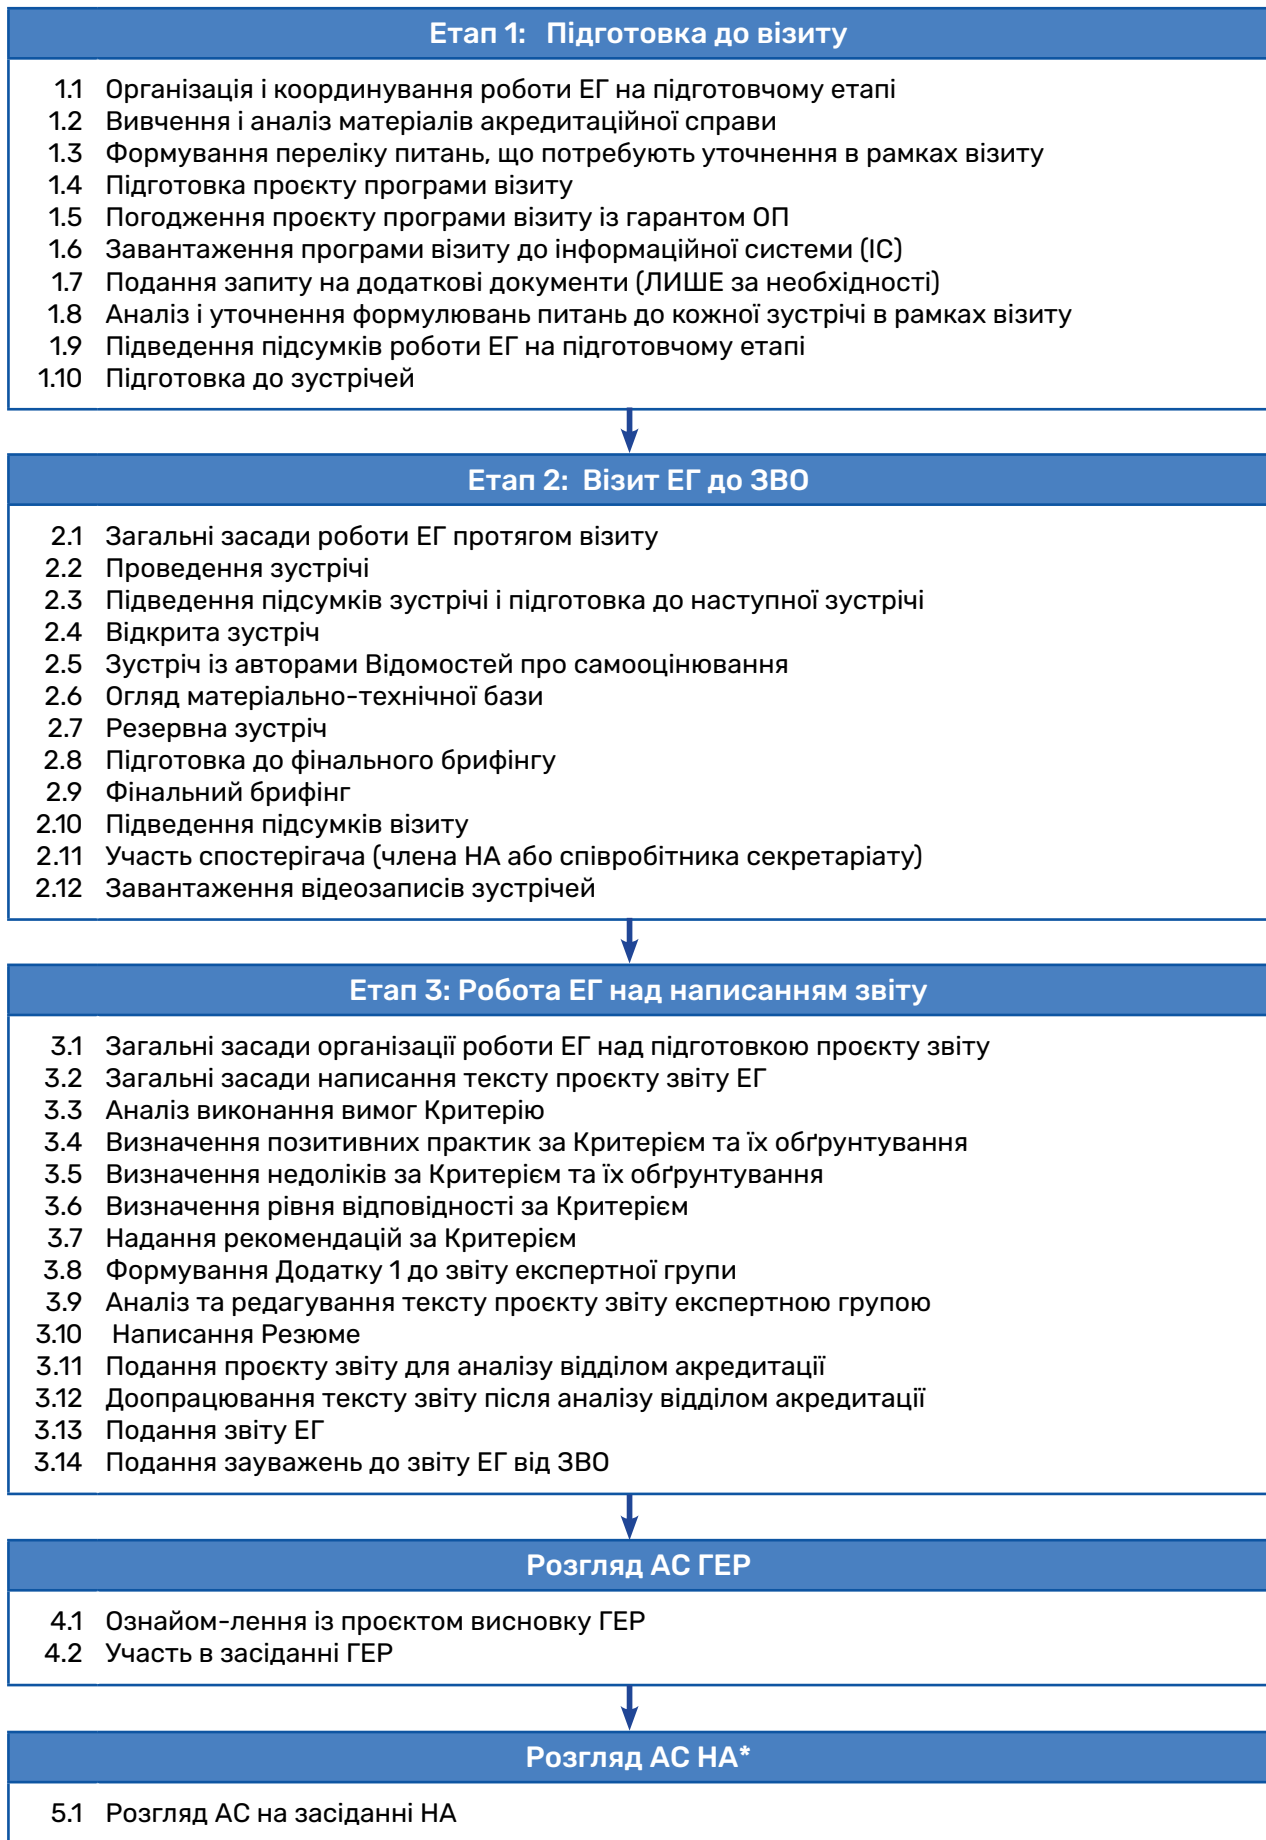 Етап 1: Підготовка до візиту
1.1 Організація і координування роботи ЕГ на підготовчому етапі
1.2 Вивчення і аналіз матеріалів акредитаційної справи
1.3 Формування переліку питань, що потребують уточнення в рамках візиту
1.4 Підготовка проєкту програми візиту
1.5 Погодження проєкту програми візиту із гарантом ОП
1.6 Завантаження програми візиту до інформаційної системи (ІС)
1.7 Подання запиту на додаткові документи (ЛИШЕ за необхідності)
1.8 Аналіз і уточнення формулювань питань до кожної зустрічі в рамках візиту
1.9 Підведення підсумків роботи ЕГ на підготовчому етапі
1.10 Підготовка до зустрічей
Етап 2: Візит ЕГ до ЗВО
2.1 Загальні засади роботи ЕГ протягом візиту
2.2 Проведення зустрічі
2.3 Підведення підсумків зустрічі і підготовка до наступної зустрічі
2.4 Відкрита зустріч
2.5 Зустріч із авторами Відомостей про самооцінювання
2.6 Огляд матеріально-технічної бази
2.7 Резервна зустріч
2.8 Підготовка до фінального брифінгу
2.9 Фінальний брифінг
2.10 Підведення підсумків візиту
2.11 Участь спостерігача (члена НА або співробітника секретаріату)
2.12 Завантаження відеозаписів зустрічей
Етап 3: Робота ЕГ над написанням звіту
3.1 Загальні засади організації роботи ЕГ над підготовкою проєкту звіту
3.2 Загальні засади написання тексту проєкту звіту ЕГ
3.3 Аналіз виконання вимог Критерію
3.4 Визначення позитивних практик за Критерієм та їх обґрунтування
3.5 Визначення недоліків за Критерієм та їх обґрунтування
3.6 Визначення рівня відповідності за Критерієм
3.7 Надання рекомендацій за Критерієм
3.8 Формування Додатку 1 до звіту експертної групи
3.9 Аналіз та редагування тексту проєкту звіту експертною групою
3.10 Написання Резюме
3.11 Подання проєкту звіту для аналізу відділом акредитації
3.12 Доопрацювання тексту звіту після аналізу відділом акредитації
3.13 Подання звіту ЕГ
3.14 Подання зауважень до звіту ЕГ від ЗВО
Розгляд АС ГЕР
4.1 Ознайом-лення із проєктом висновку ГЕР
4.2 Участь в засіданні ГЕР
Розгляд АС НА*
5.1 Розгляд АС на засіданні НА